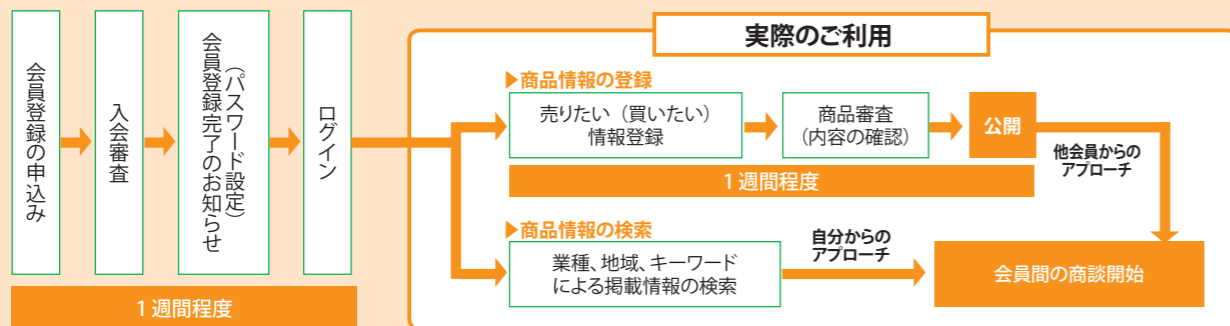 会員登録の申込み
入会審査
会員登録完了のお知らせ
（パスワード設定）
ログイン
1週間程度
実際のご利用
▶商品情報の登録
売りたい（買いたい）
情報登録
商品審査
（内容の確認）
公開
1週間程度
他会員からの
アプローチ
▶商品情報の検索
業種、地域、キーワード
による掲載情報の検索
自分からの
アプローチ
会員間の商談開始